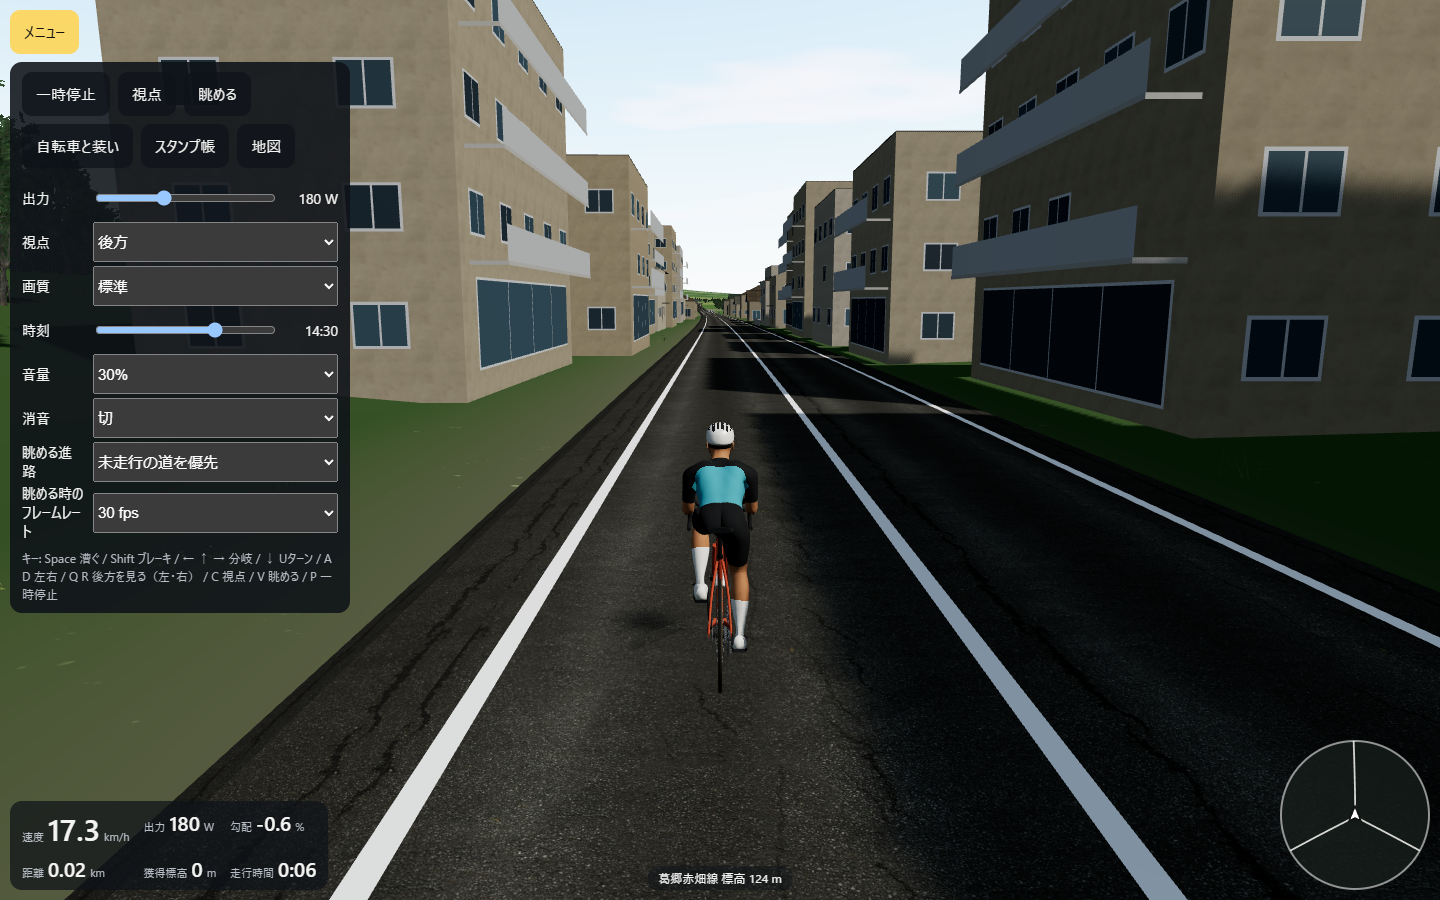 メニュー
一時停止 視点 眺める
自転車と装い スタンプ帳 地図
出力 180 W
視点 後方
画質 標準
時刻 14:30
音量 30%
消音 切
眺める進
路 未走行の道を優先
眺める時の
フレームレー
ト 30 fps
キー: Space 漕ぐ / Shift ブレーキ / ← ↑ → 分岐 / ↓ Uターン / A
D 左右 / Q R 後方を見る（左・右） / C 視点 / V 眺める / P 一
時停止
速度 17.3 km/h 出力 180 W 勾配 -0.6 %
距離 0.02 km 獲得標高 0 m 走行時間 0:06
葛郷赤畑線 標高 124 m